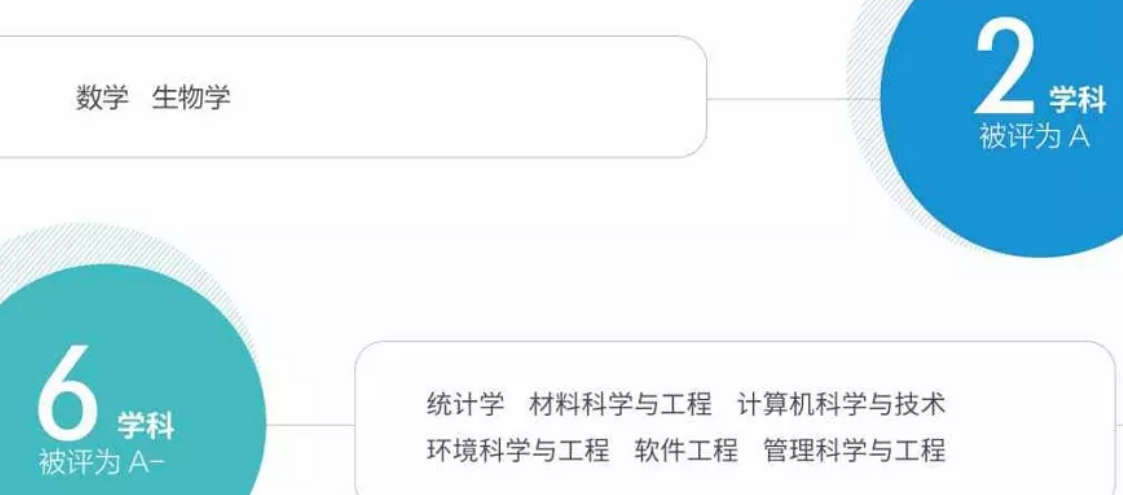 数学 生物学
2 学科
被评为 A
6 学科
被评为 A-
统计学 材料科学与工程 计算机科学与技术
环境科学与工程 软件工程 管理科学与工程